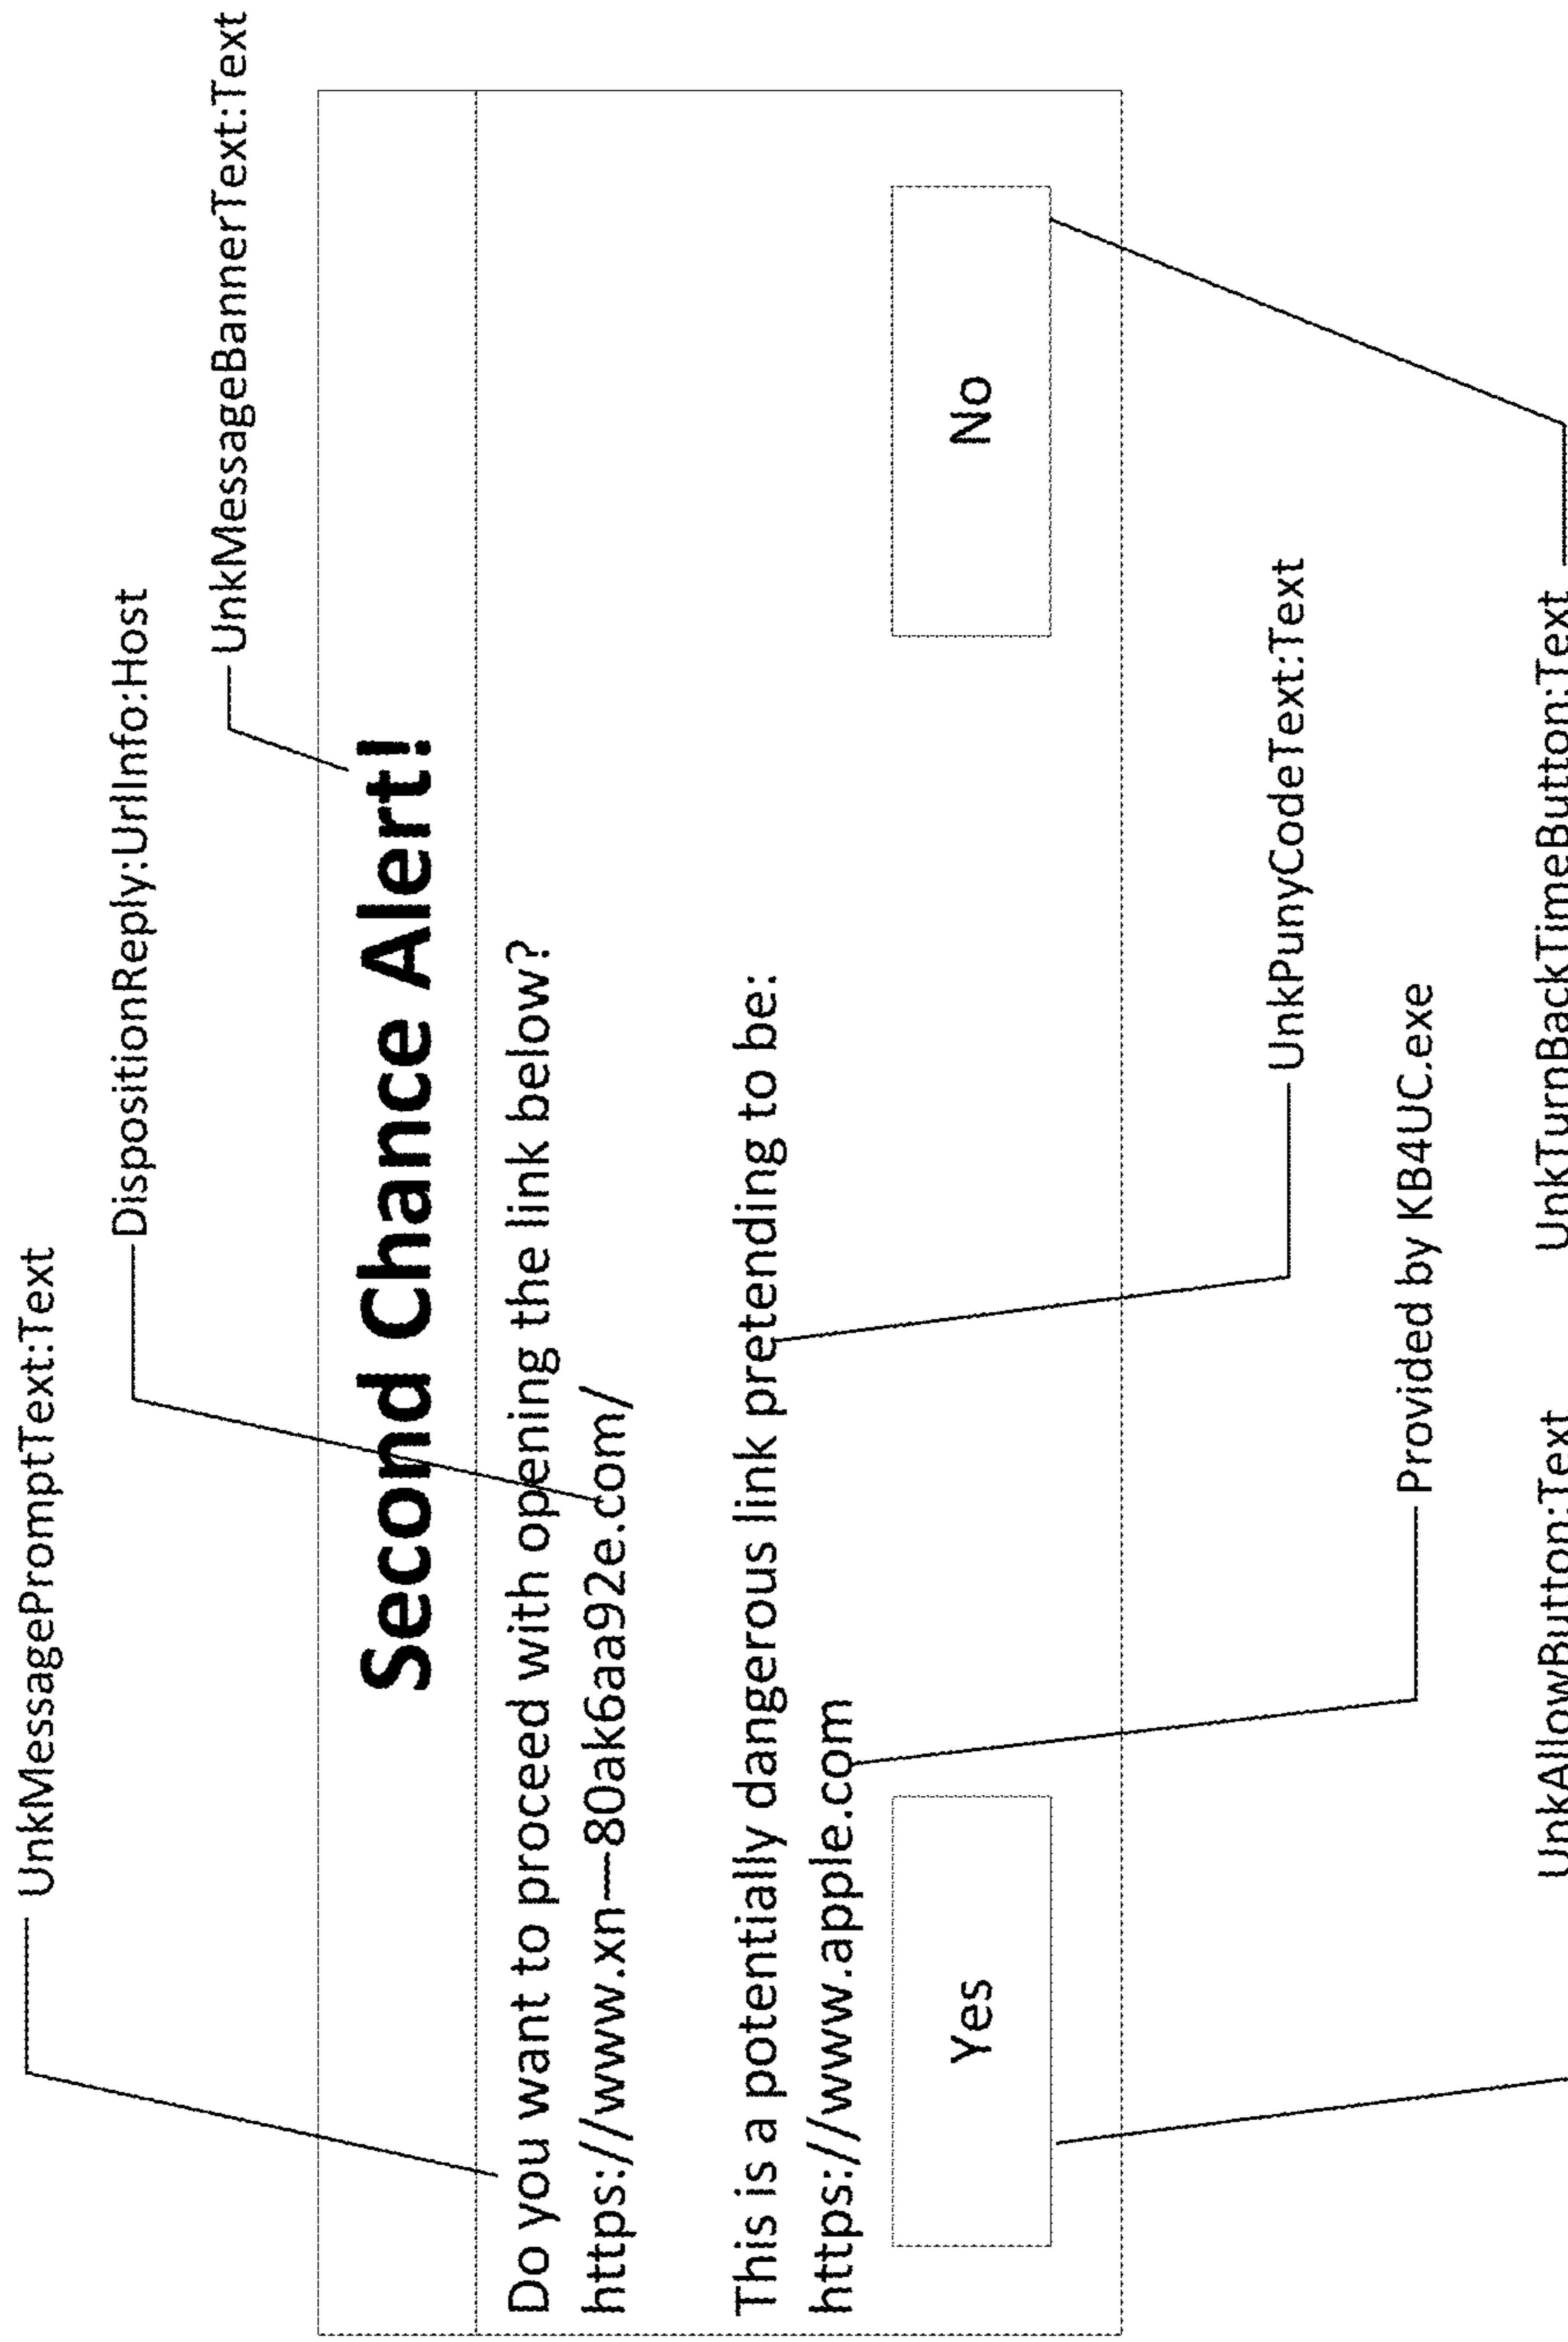 UnkMessagePromptText:Text
DispositionReply:UrlInfo:Host
UnkMessageBannerText:Text
Second Chance Alert!
Do you want to proceed with opening the link below?
https://www.xn—80ak6aa92e.com/
This is a potentially dangerous link pretending to be:
https://www.apple.com
Yes
No
UnkPunyCodeText:Text
Provided by KB4UC.exe
UnkAllowButton:Text
UnkTurnBackTimeButton:Text